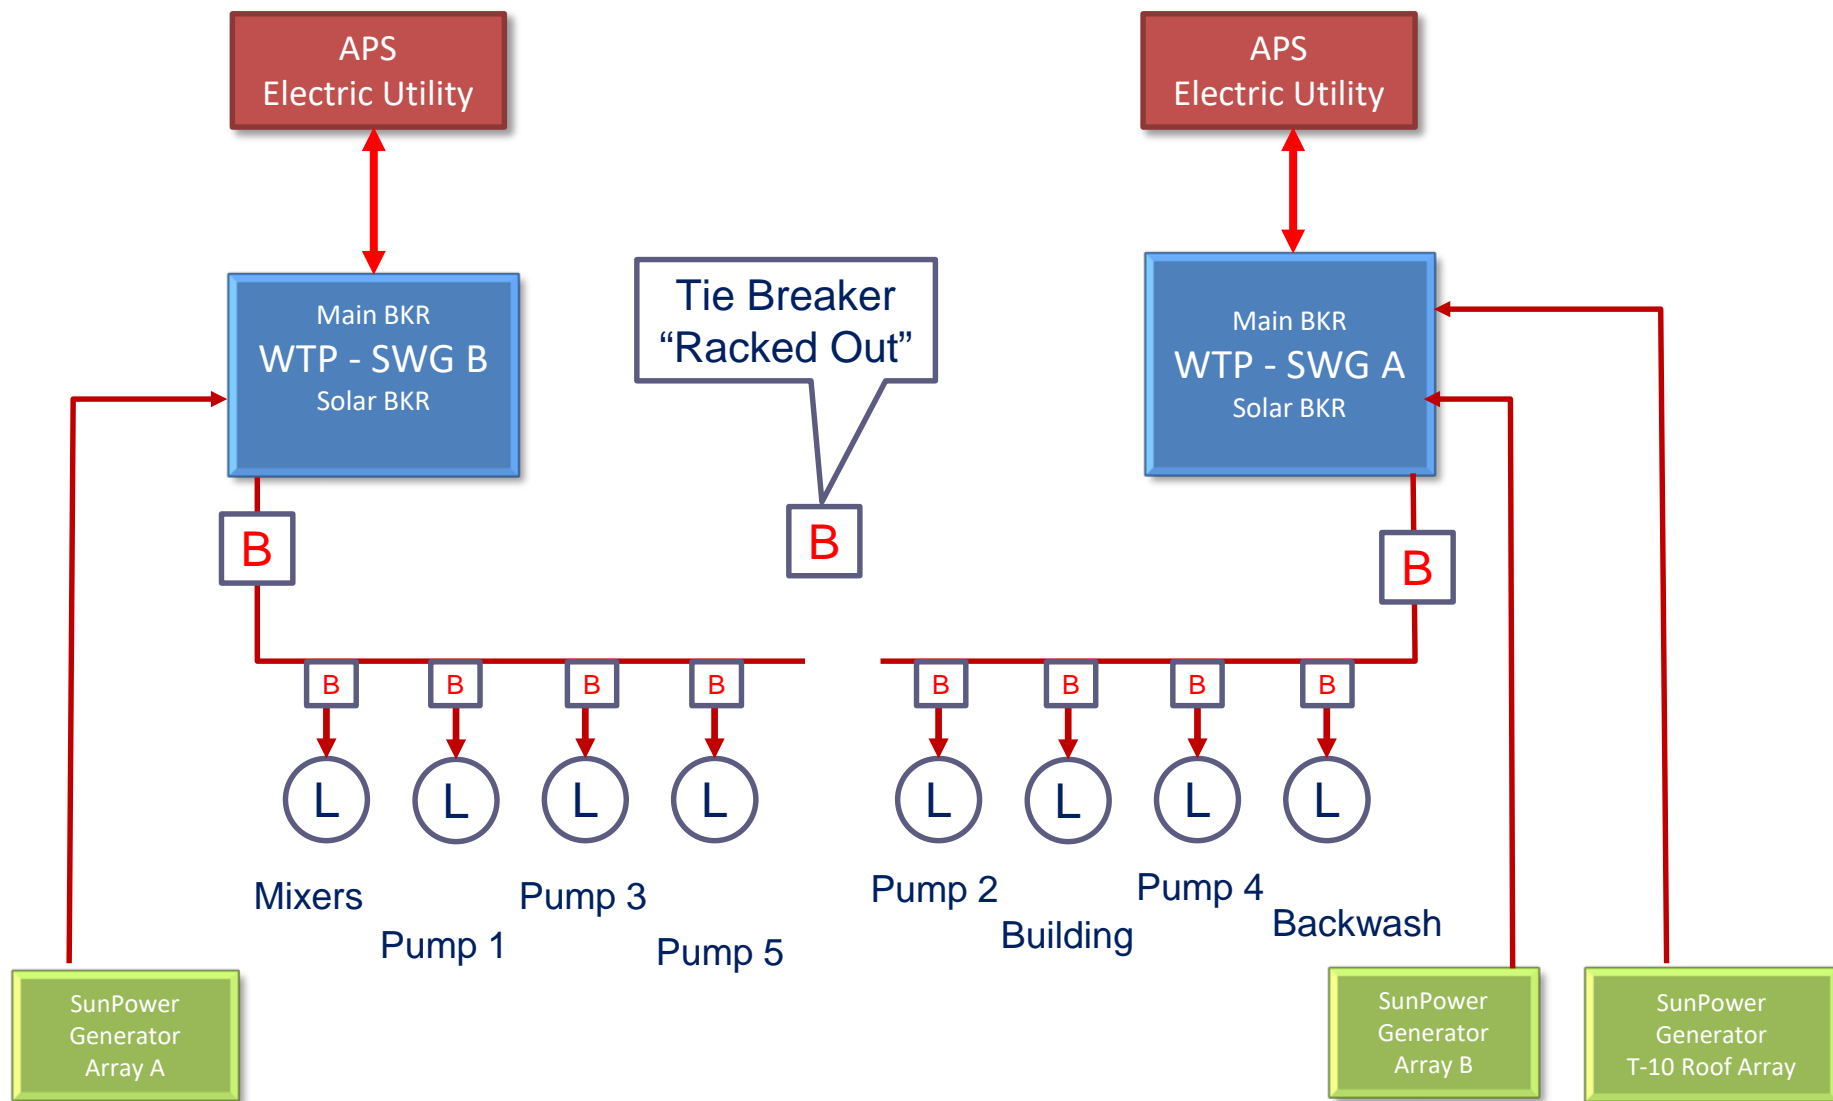 APS
Electric Utility
APS
Electric Utility
Main BKR
WTP - SWG B
Solar BKR
Tie Breaker
“Racked Out”
Main BKR
WTP - SWG A
Solar BKR
B
B
B
B
B
B
B
B
B
B
B
L
L
L
L
L
L
L
L
Mixers
Pump 1
Pump 3
Pump 5
Pump 2
Building
Pump 4
Backwash
SunPower
Generator
Array A
SunPower
Generator
Array B
SunPower
Generator
T-10 Roof Array